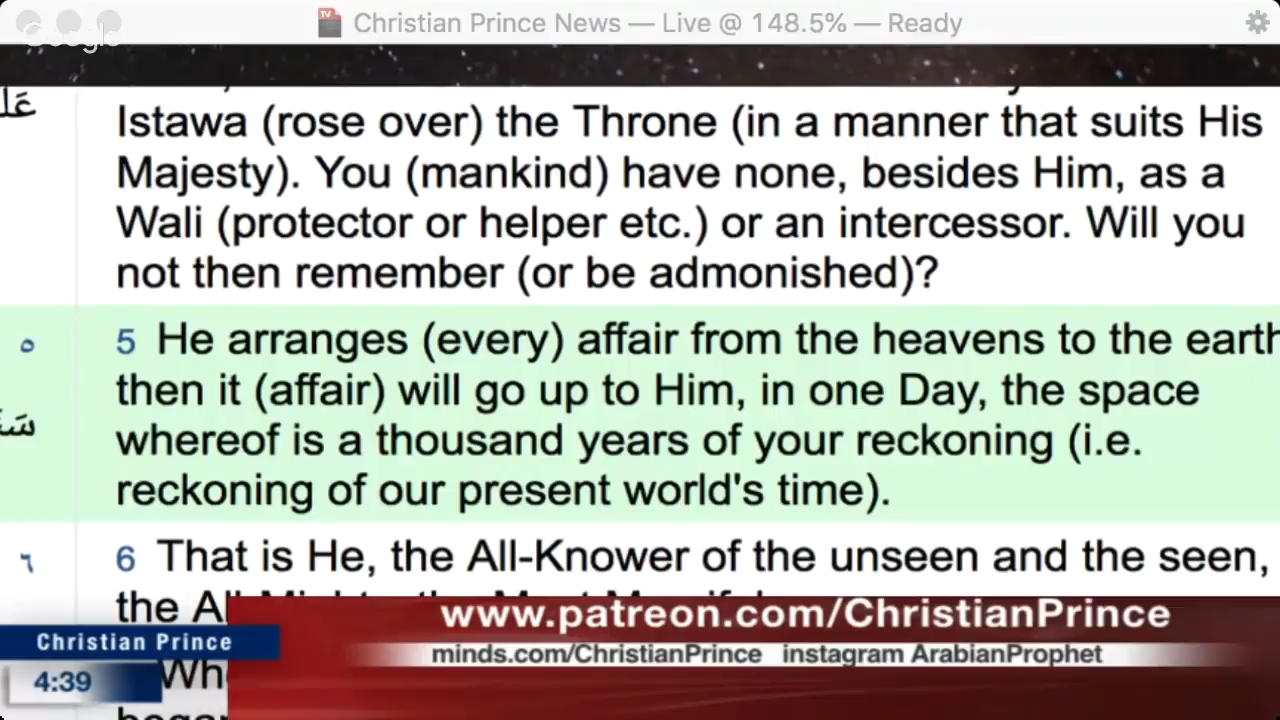 TV
Christian Prince News — Live @ 148.5% — Ready
Google
Istawa (rose over) the Throne (in a manner that suits His
Majesty). You (mankind) have none, besides Him, as a
Wali (protector or helper etc.) or an intercessor. Will you
not then remember (or be admonished)?
٥
5 He arranges (every) affair from the heavens to the earth
then it (affair) will go up to Him, in one Day, the space
whereof is a thousand years of your reckoning (i.e.
reckoning of our present world's time).
٦
6 That is He, the All-Knower of the unseen and the seen,
the
www.patreon.com/ChristianPrince
Christian Prince
minds.com/ChristianPrince instagram ArabianProphet
4:39